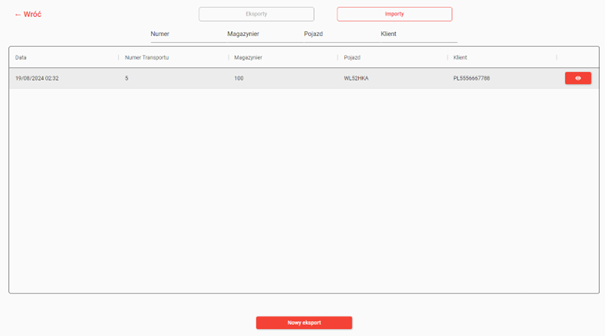 ← Wróć
Eksporty
Importy
Numer
Magazynier
Pojazd
Klient
Data
Numer Transportu
Magazynier
Pojazd
Klient
19/08/2024 02:32
5
100
WL52HKA
PL5556667788
Nowy eksport